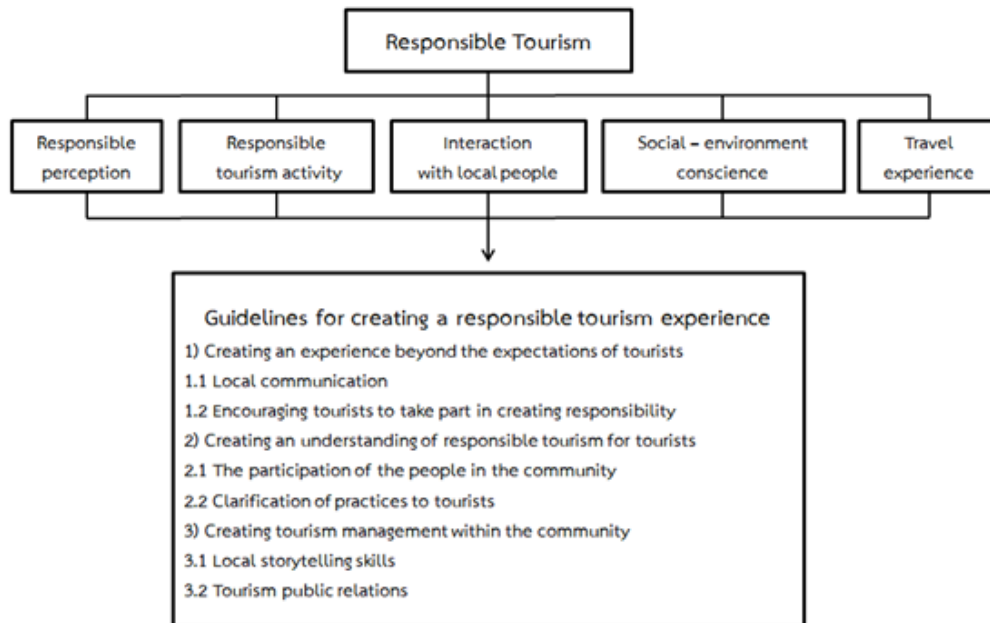 Responsible Tourism
Responsible
perception
Responsible
tourism activity
Interaction
with local people
Social – environment
conscience
Travel
experience
Guidelines for creating a responsible tourism experience
1) Creating an experience beyond the expectations of tourists
1.1 Local communication
1.2 Encouraging tourists to take part in creating responsibility
2) Creating an understanding of responsible tourism for tourists
2.1 The participation of the people in the community
2.2 Clarification of practices to tourists
3) Creating tourism management within the community
3.1 Local storytelling skills
3.2 Tourism public relations